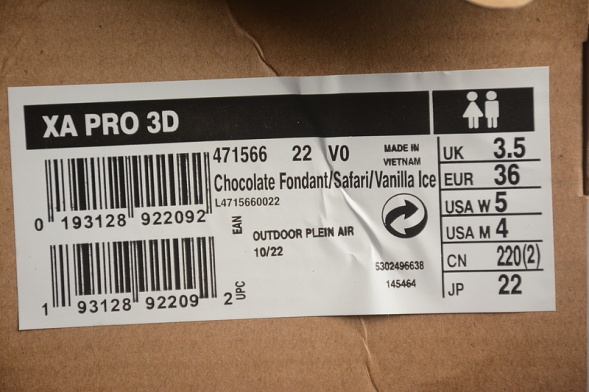 XA PRO 3D
471566 22 V0
MADE IN
VIETNAM
Chocolate Fondant/Safari/Vanilla Ice
L4715660022
0 193128 922092
EAN
OUTDOOR PLEIN AIR
10/22
5302496638
145464
1 93128 92209 2
UPC
UK 3.5
EUR 36
USA W 5
USA M 4
CN 220(2)
JP 22